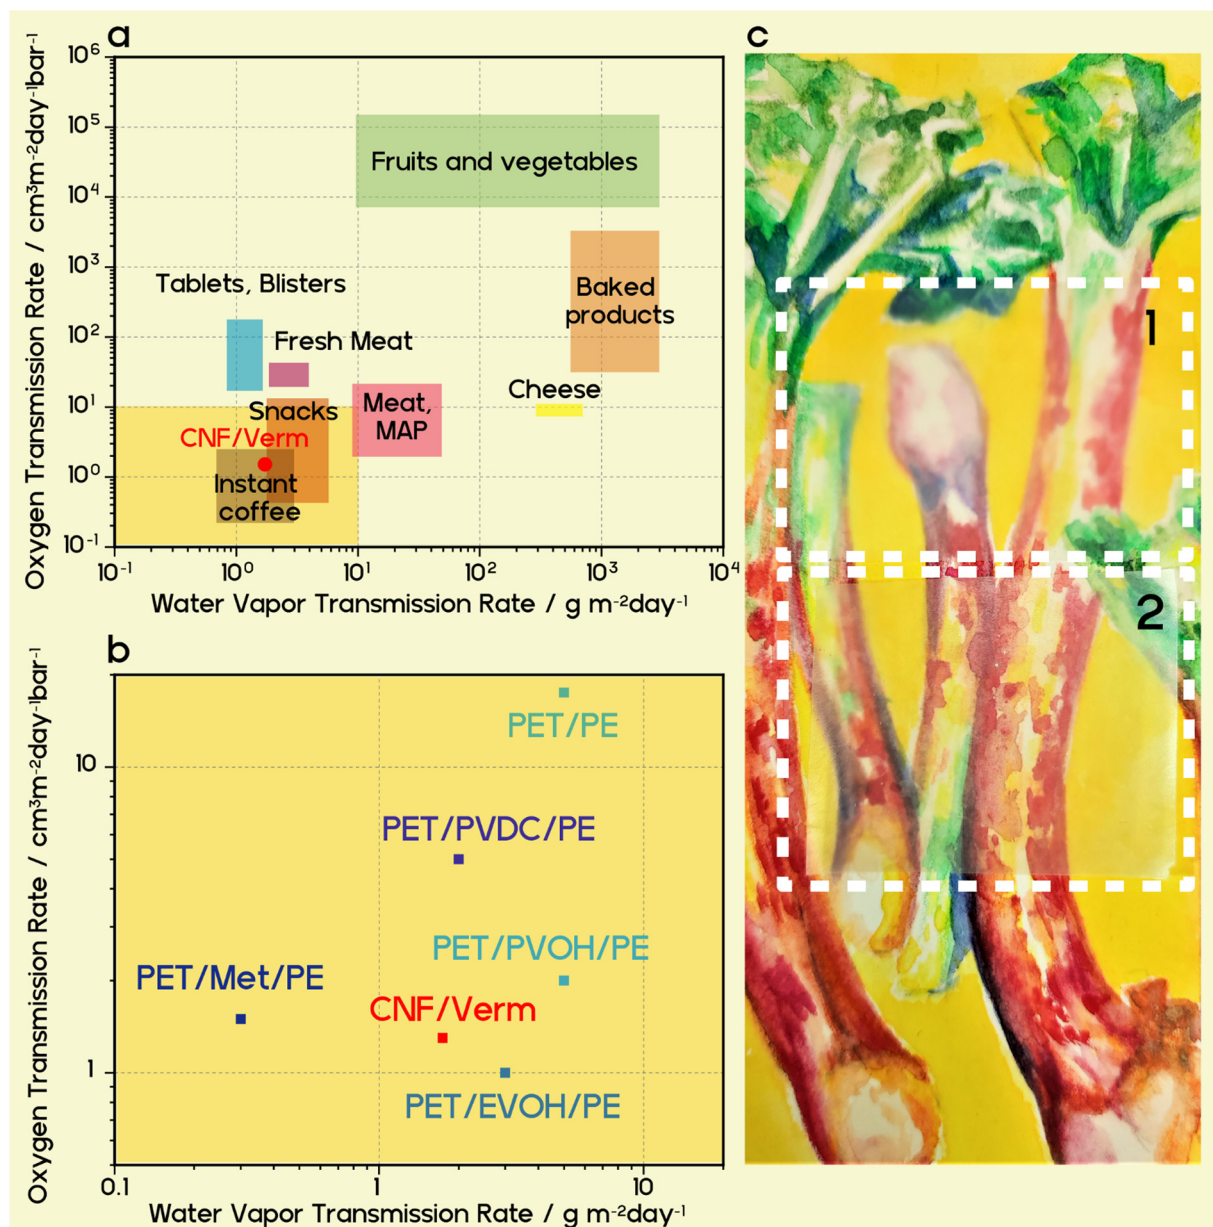 a
Oxygen Transmission Rate / cm³m⁻²day⁻¹bar⁻¹
10⁶
10⁵
10⁴
10³
10²
10¹
10⁰
10⁻¹
Fruits and vegetables
Baked
products
Tablets, Blisters
Fresh Meat
Cheese
Snacks
Meat,
MAP
CNF/Verm
Instant
coffee
10⁻¹ 10⁰ 10¹ 10² 10³ 10⁴
Water Vapor Transmission Rate / g m⁻²day⁻¹
b
Oxygen Transmission Rate / cm³m⁻²day⁻¹bar⁻¹
10
1
PET/PE
PET/PVDC/PE
PET/PVOH/PE
PET/Met/PE
CNF/Verm
PET/EVOH/PE
0.1 1 10
Water Vapor Transmission Rate / g m⁻²day⁻¹
c
1
2